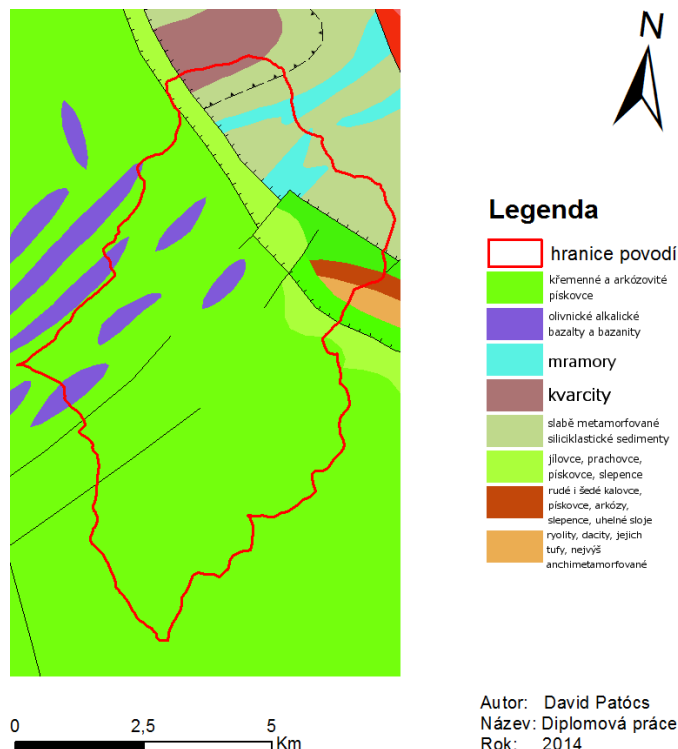 N
Legenda
hranice povodí
křemenné a arkózovité
pískovce
olivnické alkalické
bazalty a bazanity
mramory
kvarcity
slabě metamorfované
siliciklastické sedimenty
jílovce, prachovce,
pískovce, slepence
rudé i šedé kalovce,
pískovce, arkózy,
slepence, uhelné sloje
ryolity, dacity, jejich
tufy, nejvýš
anchimetamorfované
0 2,5 5
Km
Autor: David Patócs
Název: Diplomová práce
Rok: 2014